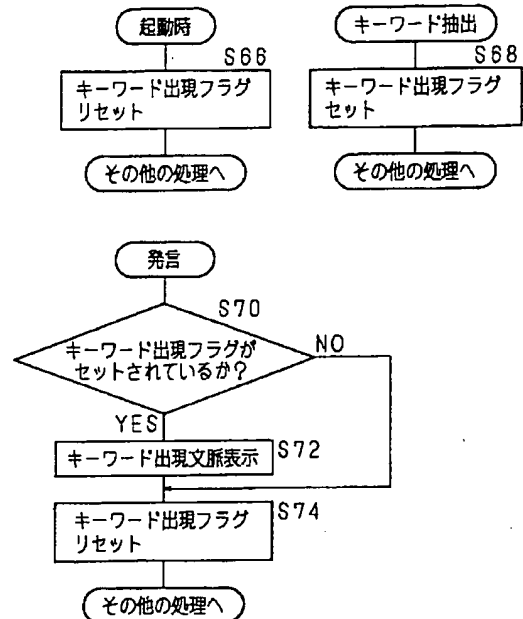 起動時
S66
キーワード出現フラグ
リセット
その他の処理へ
キーワード抽出
S68
キーワード出現フラグ
セット
その他の処理へ
発言
S70
キーワード出現フラグが
セットされているか?
NO
YES
キーワード出現文脈表示
S72
キーワード出現フラグ
リセット
S74
その他の処理へ